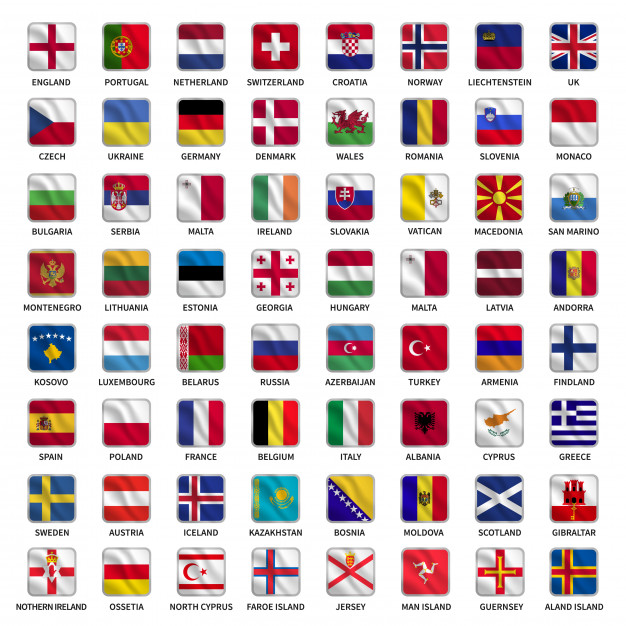 ENGLAND PORTUGAL NETHERLAND SWITZERLAND CROATIA NORWAY LIECHTENSTEIN UK
CZECH UKRAINE GERMANY DENMARK WALES ROMANIA SLOVENIA MONACO
BULGARIA SERBIA MALTA IRELAND SLOVAKIA VATICAN MACEDONIA SAN MARINO
MONTENEGRO LITHUANIA ESTONIA GEORGIA HUNGARY MALTA LATVIA ANDORRA
KOSOVO LUXEMBOURG BELARUS RUSSIA AZERBAIJAN TURKEY ARMENIA FINDLAND
SPAIN POLAND FRANCE BELGIUM ITALY ALBANIA CYPRUS GREECE
SWEDEN AUSTRIA ICELAND KAZAKHSTAN BOSNIA MOLDOVA SCOTLAND GIBRALTAR
NOTHERN IRELAND OSSETIA NORTH CYPRUS FAROE ISLAND JERSEY MAN ISLAND GUERNSEY ALAND ISLAND